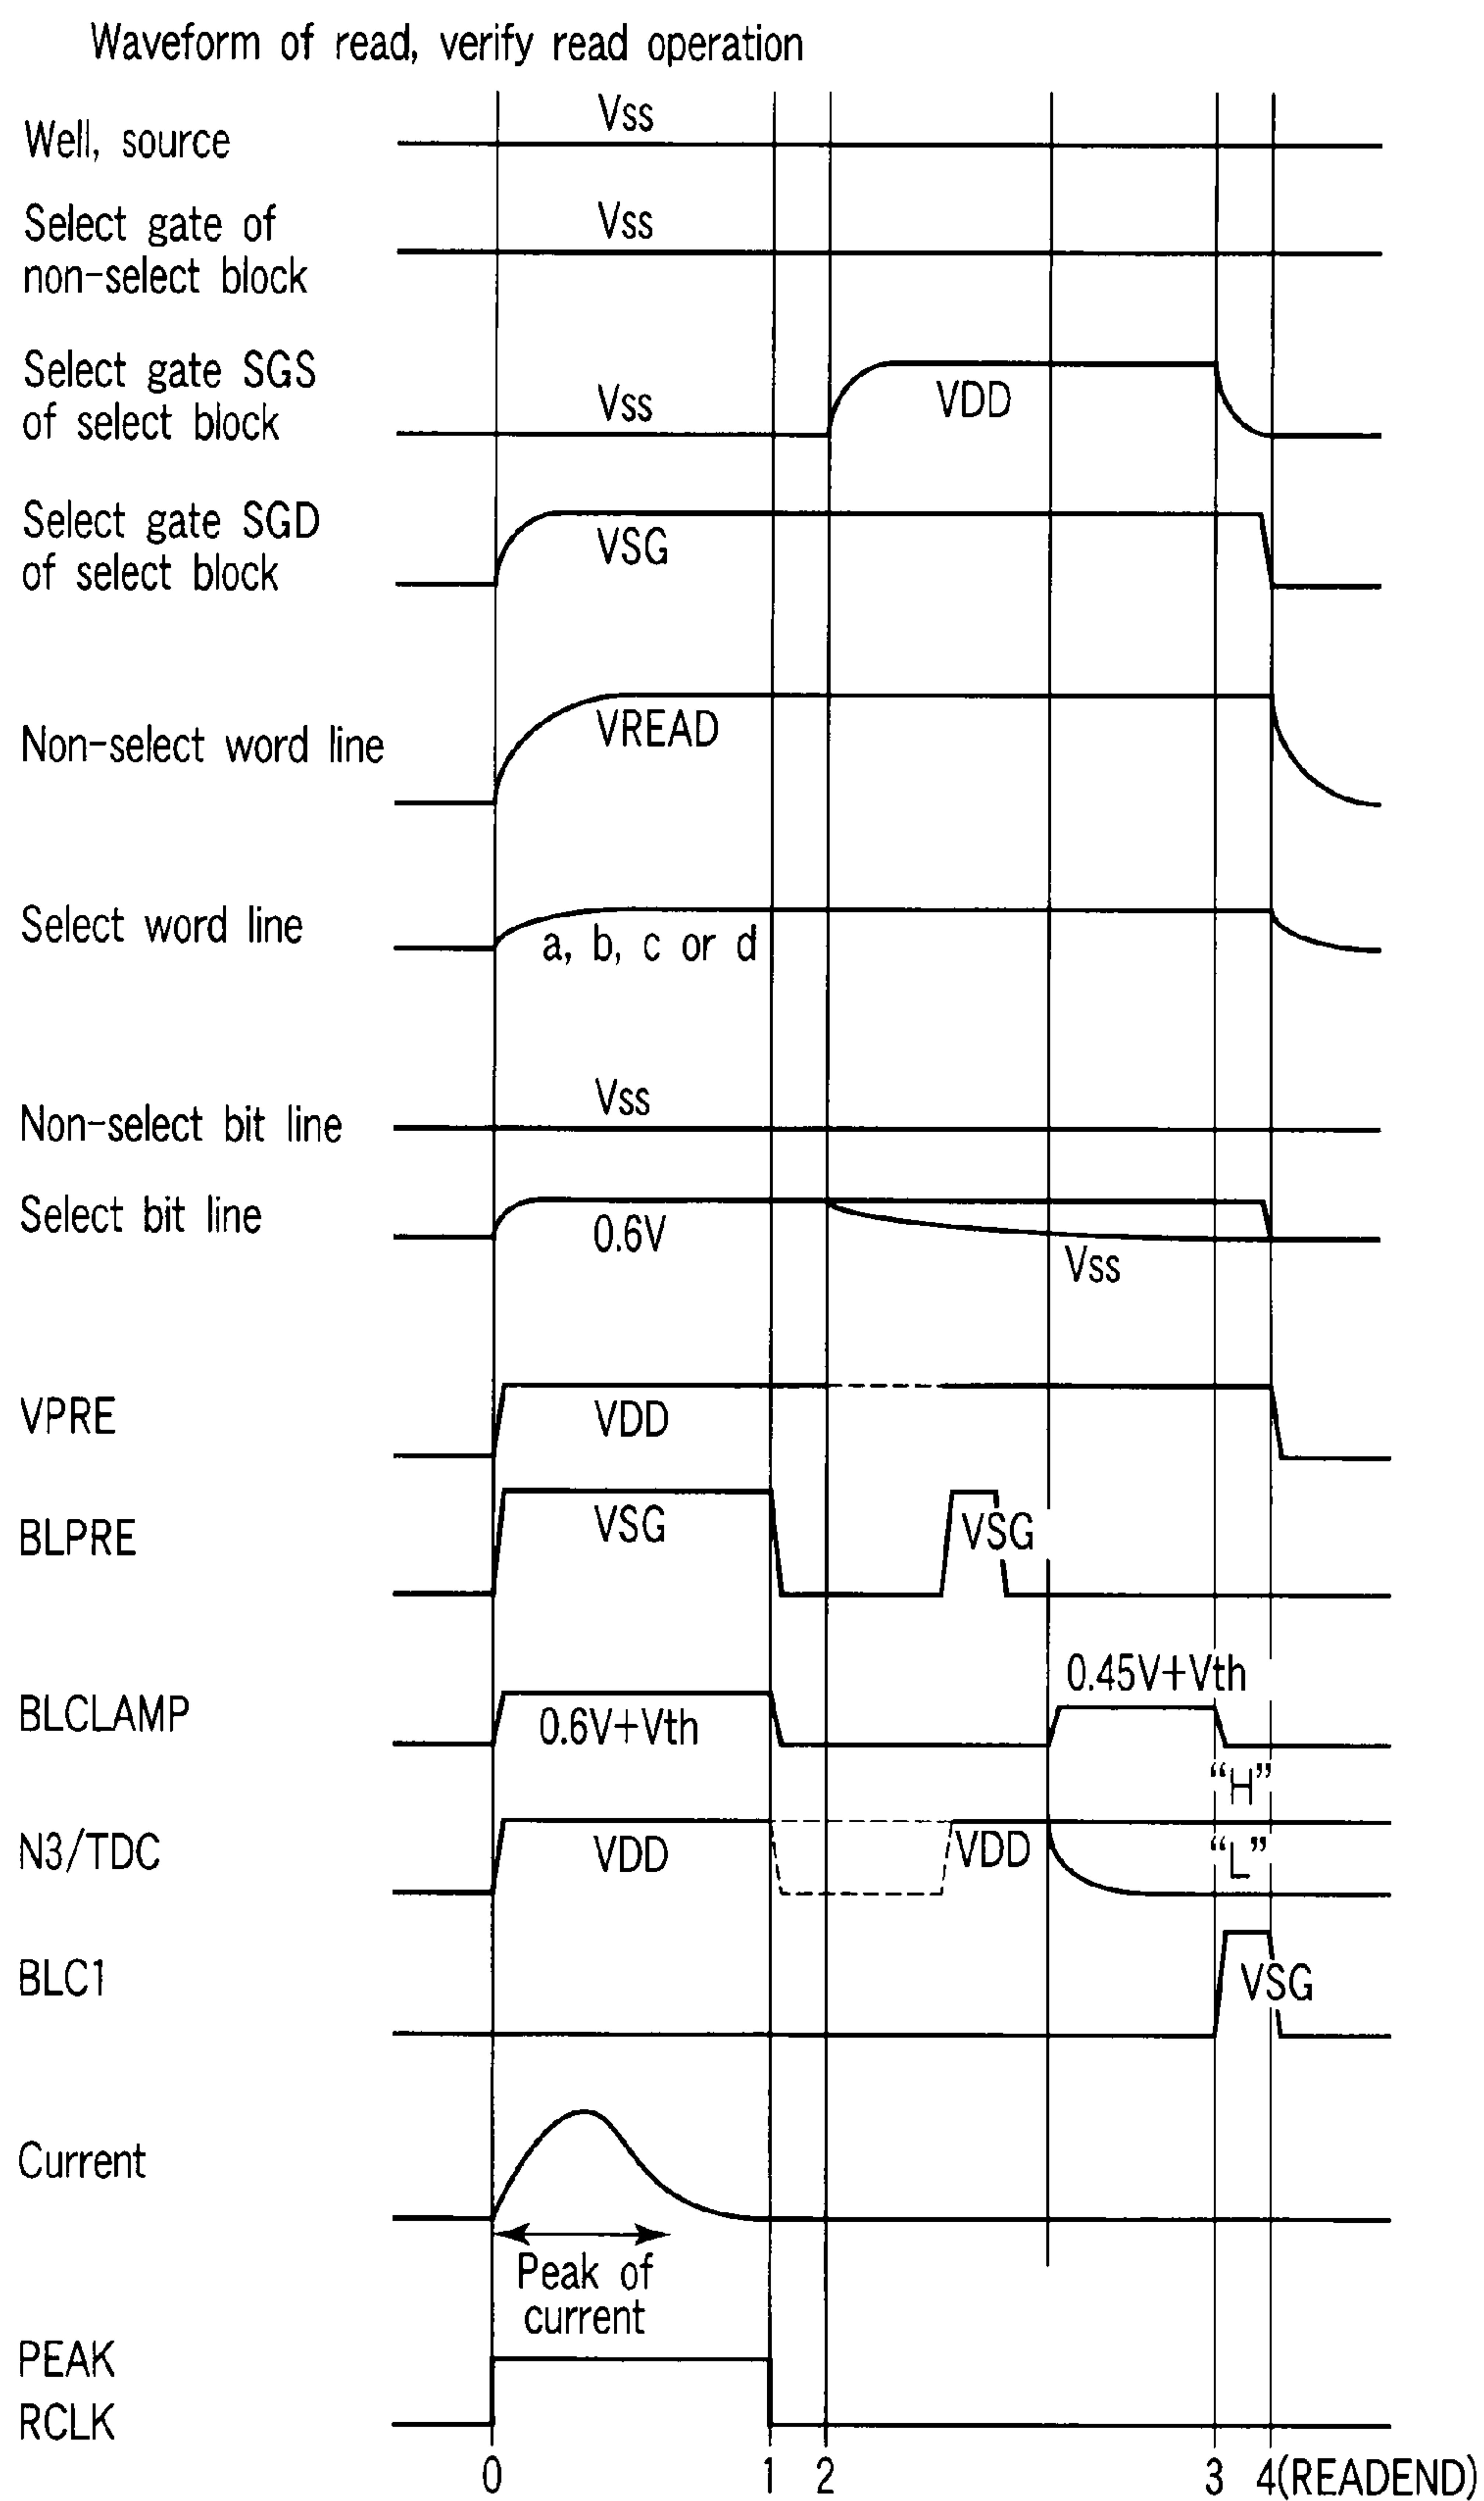 Waveform of read, verify read operation
Well, source
Vss
Select gate of
non-select block
Vss
Select gate SGS
of select block
Vss
VDD
Select gate SGD
of select block
VSG
Non-select word line
VREAD
Select word line
a, b, c or d
Non-select bit line
Vss
Select bit line
0.6V
Vss
VPRE
VDD
BLPRE
VSG
VSG
BLCLAMP
0.6V+Vth
0.45V+Vth
N3/TDC
VDD
VDD
“H”
“L”
BLC1
VSG
Current
Peak of
current
PEAK
RCLK
0 1 2 3 4(READEND)